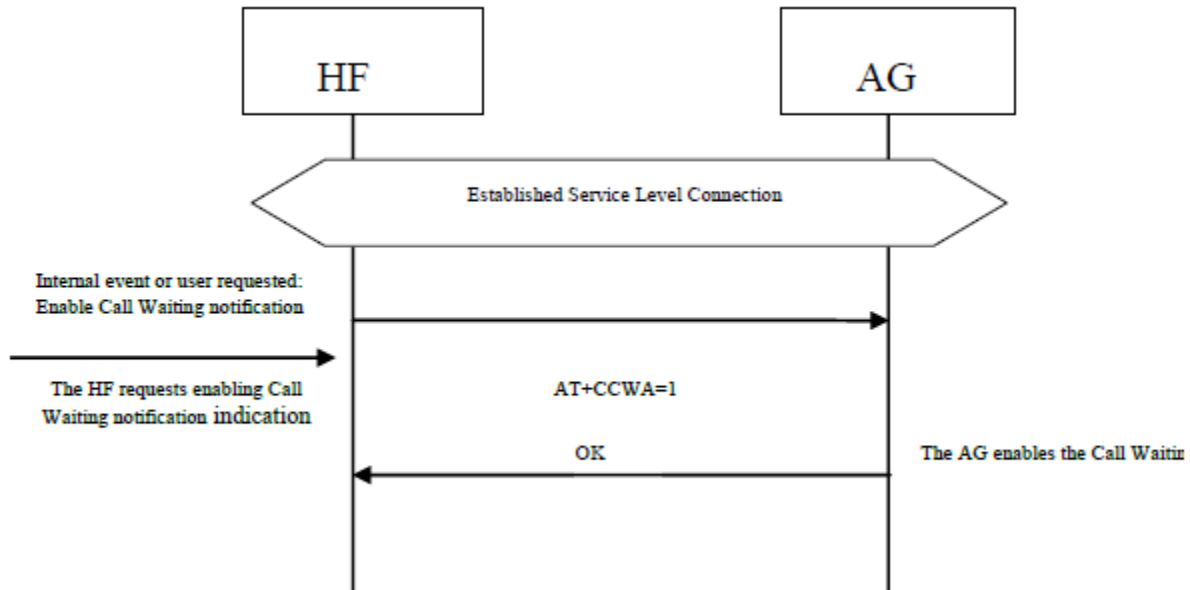 HF
AG
Established Service Level Connection
Internal event or user requested:
Enable Call Waiting notification
The HF requests enabling Call
Waiting notification indication
AT+CCWA=1
OK
The AG enables the Call